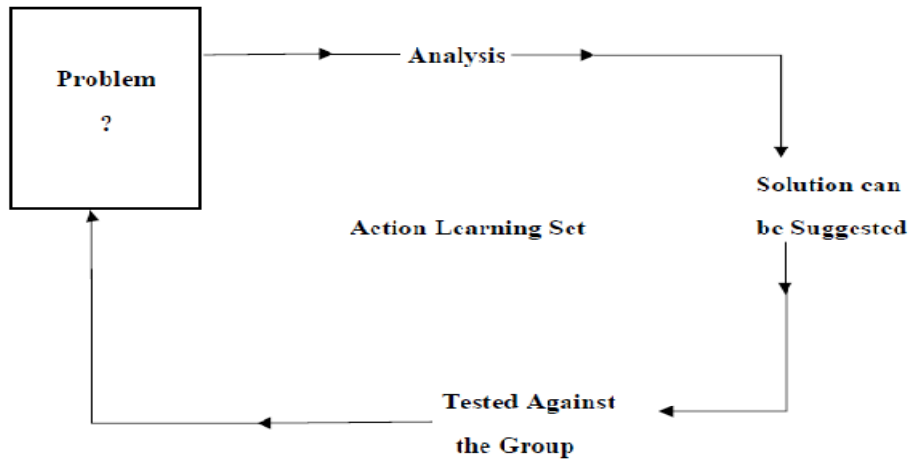 Problem
?
Analysis
Solution can
be Suggested
Action Learning Set
Tested Against
the Group